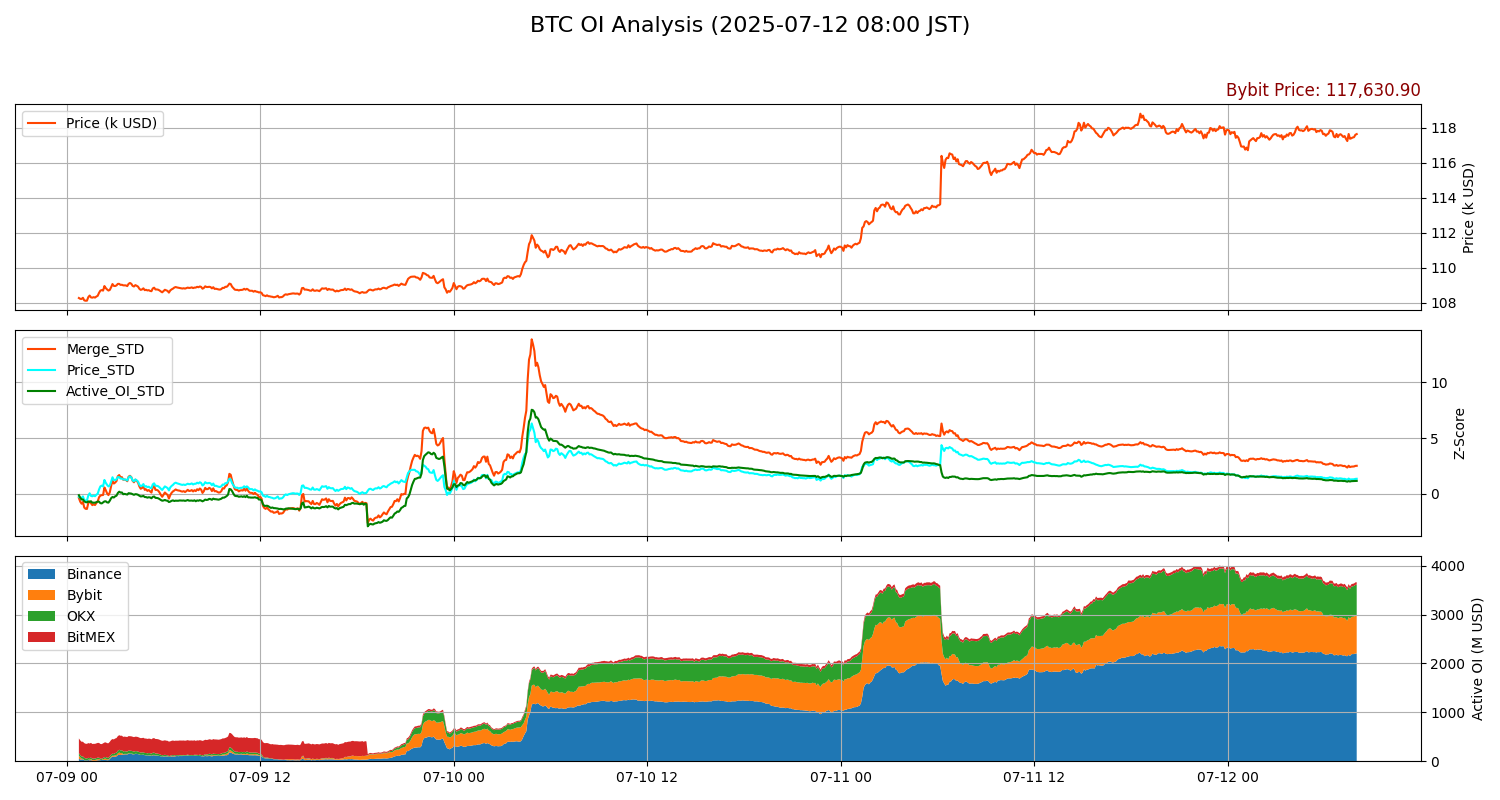 BTC OI Analysis (2025-07-12 08:00 JST)
Bybit Price: 117,630.90
Price (k USD)
118
116
114
112
110
108
Price (k USD)
Merge_STD
Price_STD
Active_OI_STD
10
5
0
Z-Score
Binance
Bybit
OKX
BitMEX
4000
3000
2000
1000
0
Active OI (M USD)
07-09 00
07-09 12
07-10 00
07-10 12
07-11 00
07-11 12
07-12 00